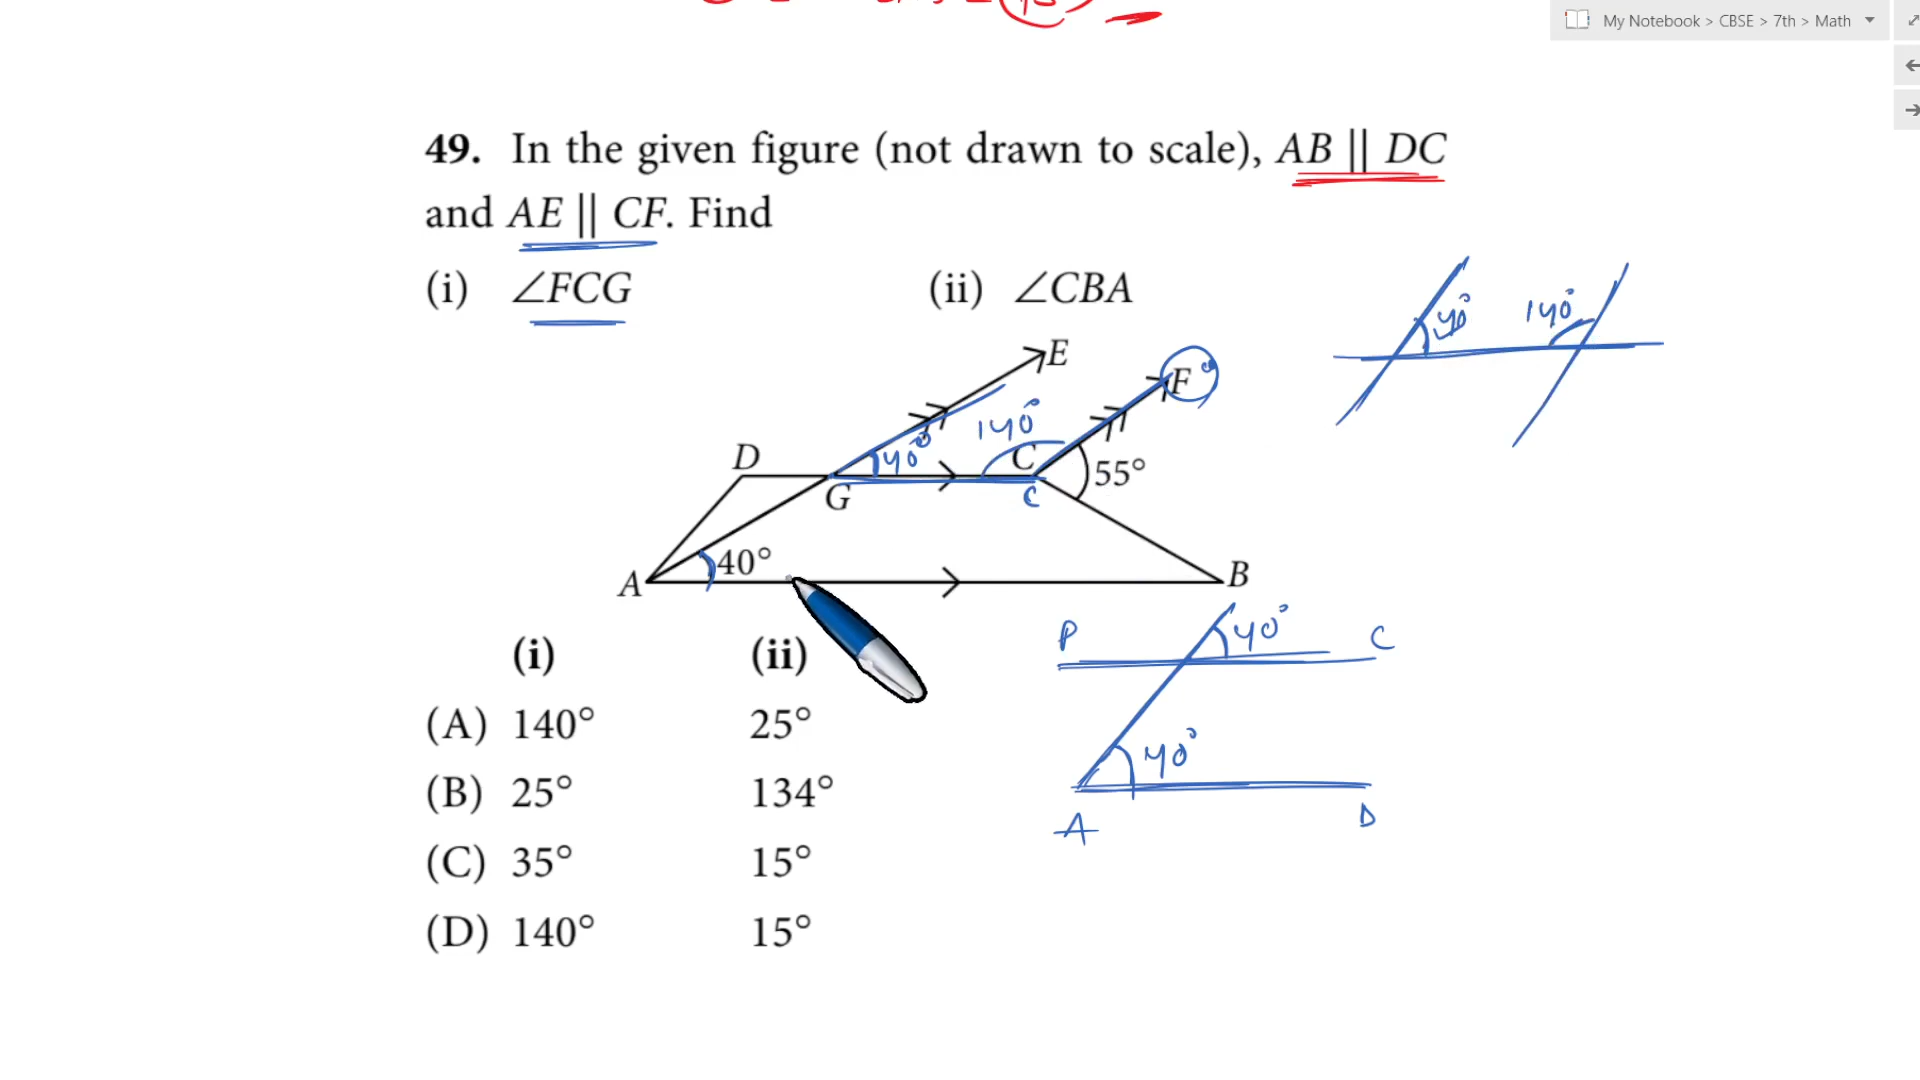 My Notebook > CBSE > 7th > Math
49. In the given figure (not drawn to scale), AB || DC
and AE || CF. Find
(i) ∠FCG (ii) ∠CBA
40° 140°
E
F
140°
D 40° C 55°
G C
A 40° B
P 40° C
(i) (ii)
(A) 140° 25°
40°
(B) 25° 134°
A D
(C) 35° 15°
(D) 140° 15°